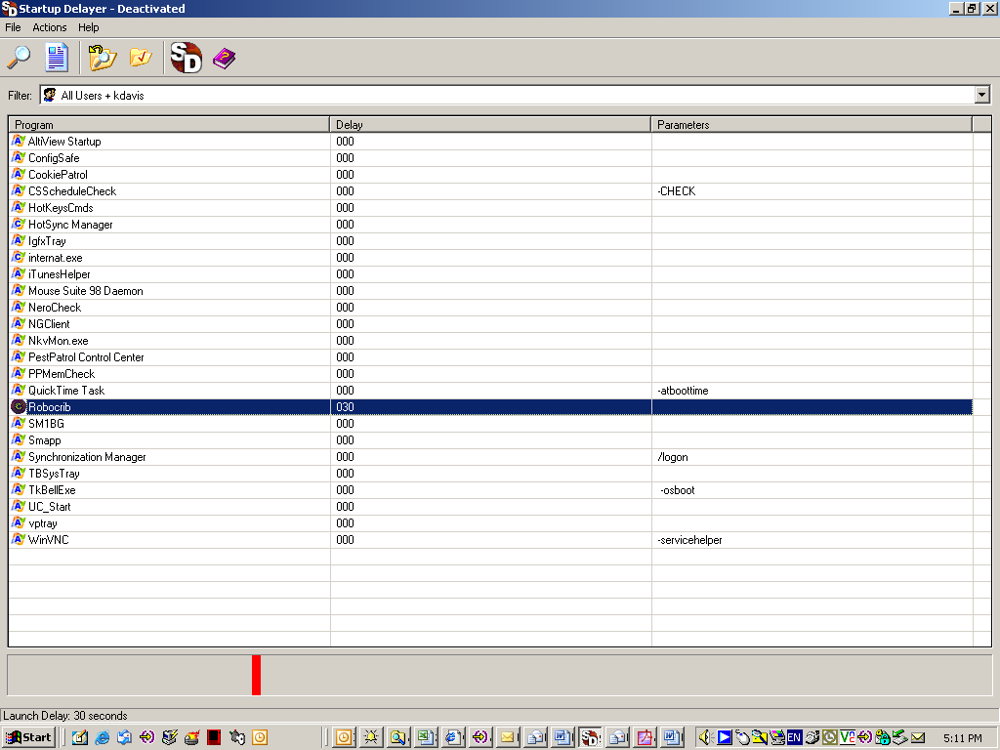 Startup Delayer - Deactivated
File Actions Help
SD
Filter: All Users + kdavis
Program Delay Parameters
AltiView Startup 000
ConfigSafe 000
CookiePatrol 000
CSScheduleCheck 000 -CHECK
HotKeysCmds 000
HotSync Manager 000
IgfxTray 000
internat.exe 000
iTunesHelper 000
Mouse Suite 98 Daemon 000
NeroCheck 000
NGClient 000
NkvMon.exe 000
PestPatrol Control Center 000
PPMemCheck 000
QuickTime Task 000 -atboottime
Robocrib 030
SM1BG 000
Smapp 000
Synchronization Manager 000 /logon
TBSysTray 000
TkBellExe 000 -osboot
UC_Start 000
vptray 000
WinVNC 000 -servicehelper
Launch Delay: 30 seconds
Start EN 5:11 PM